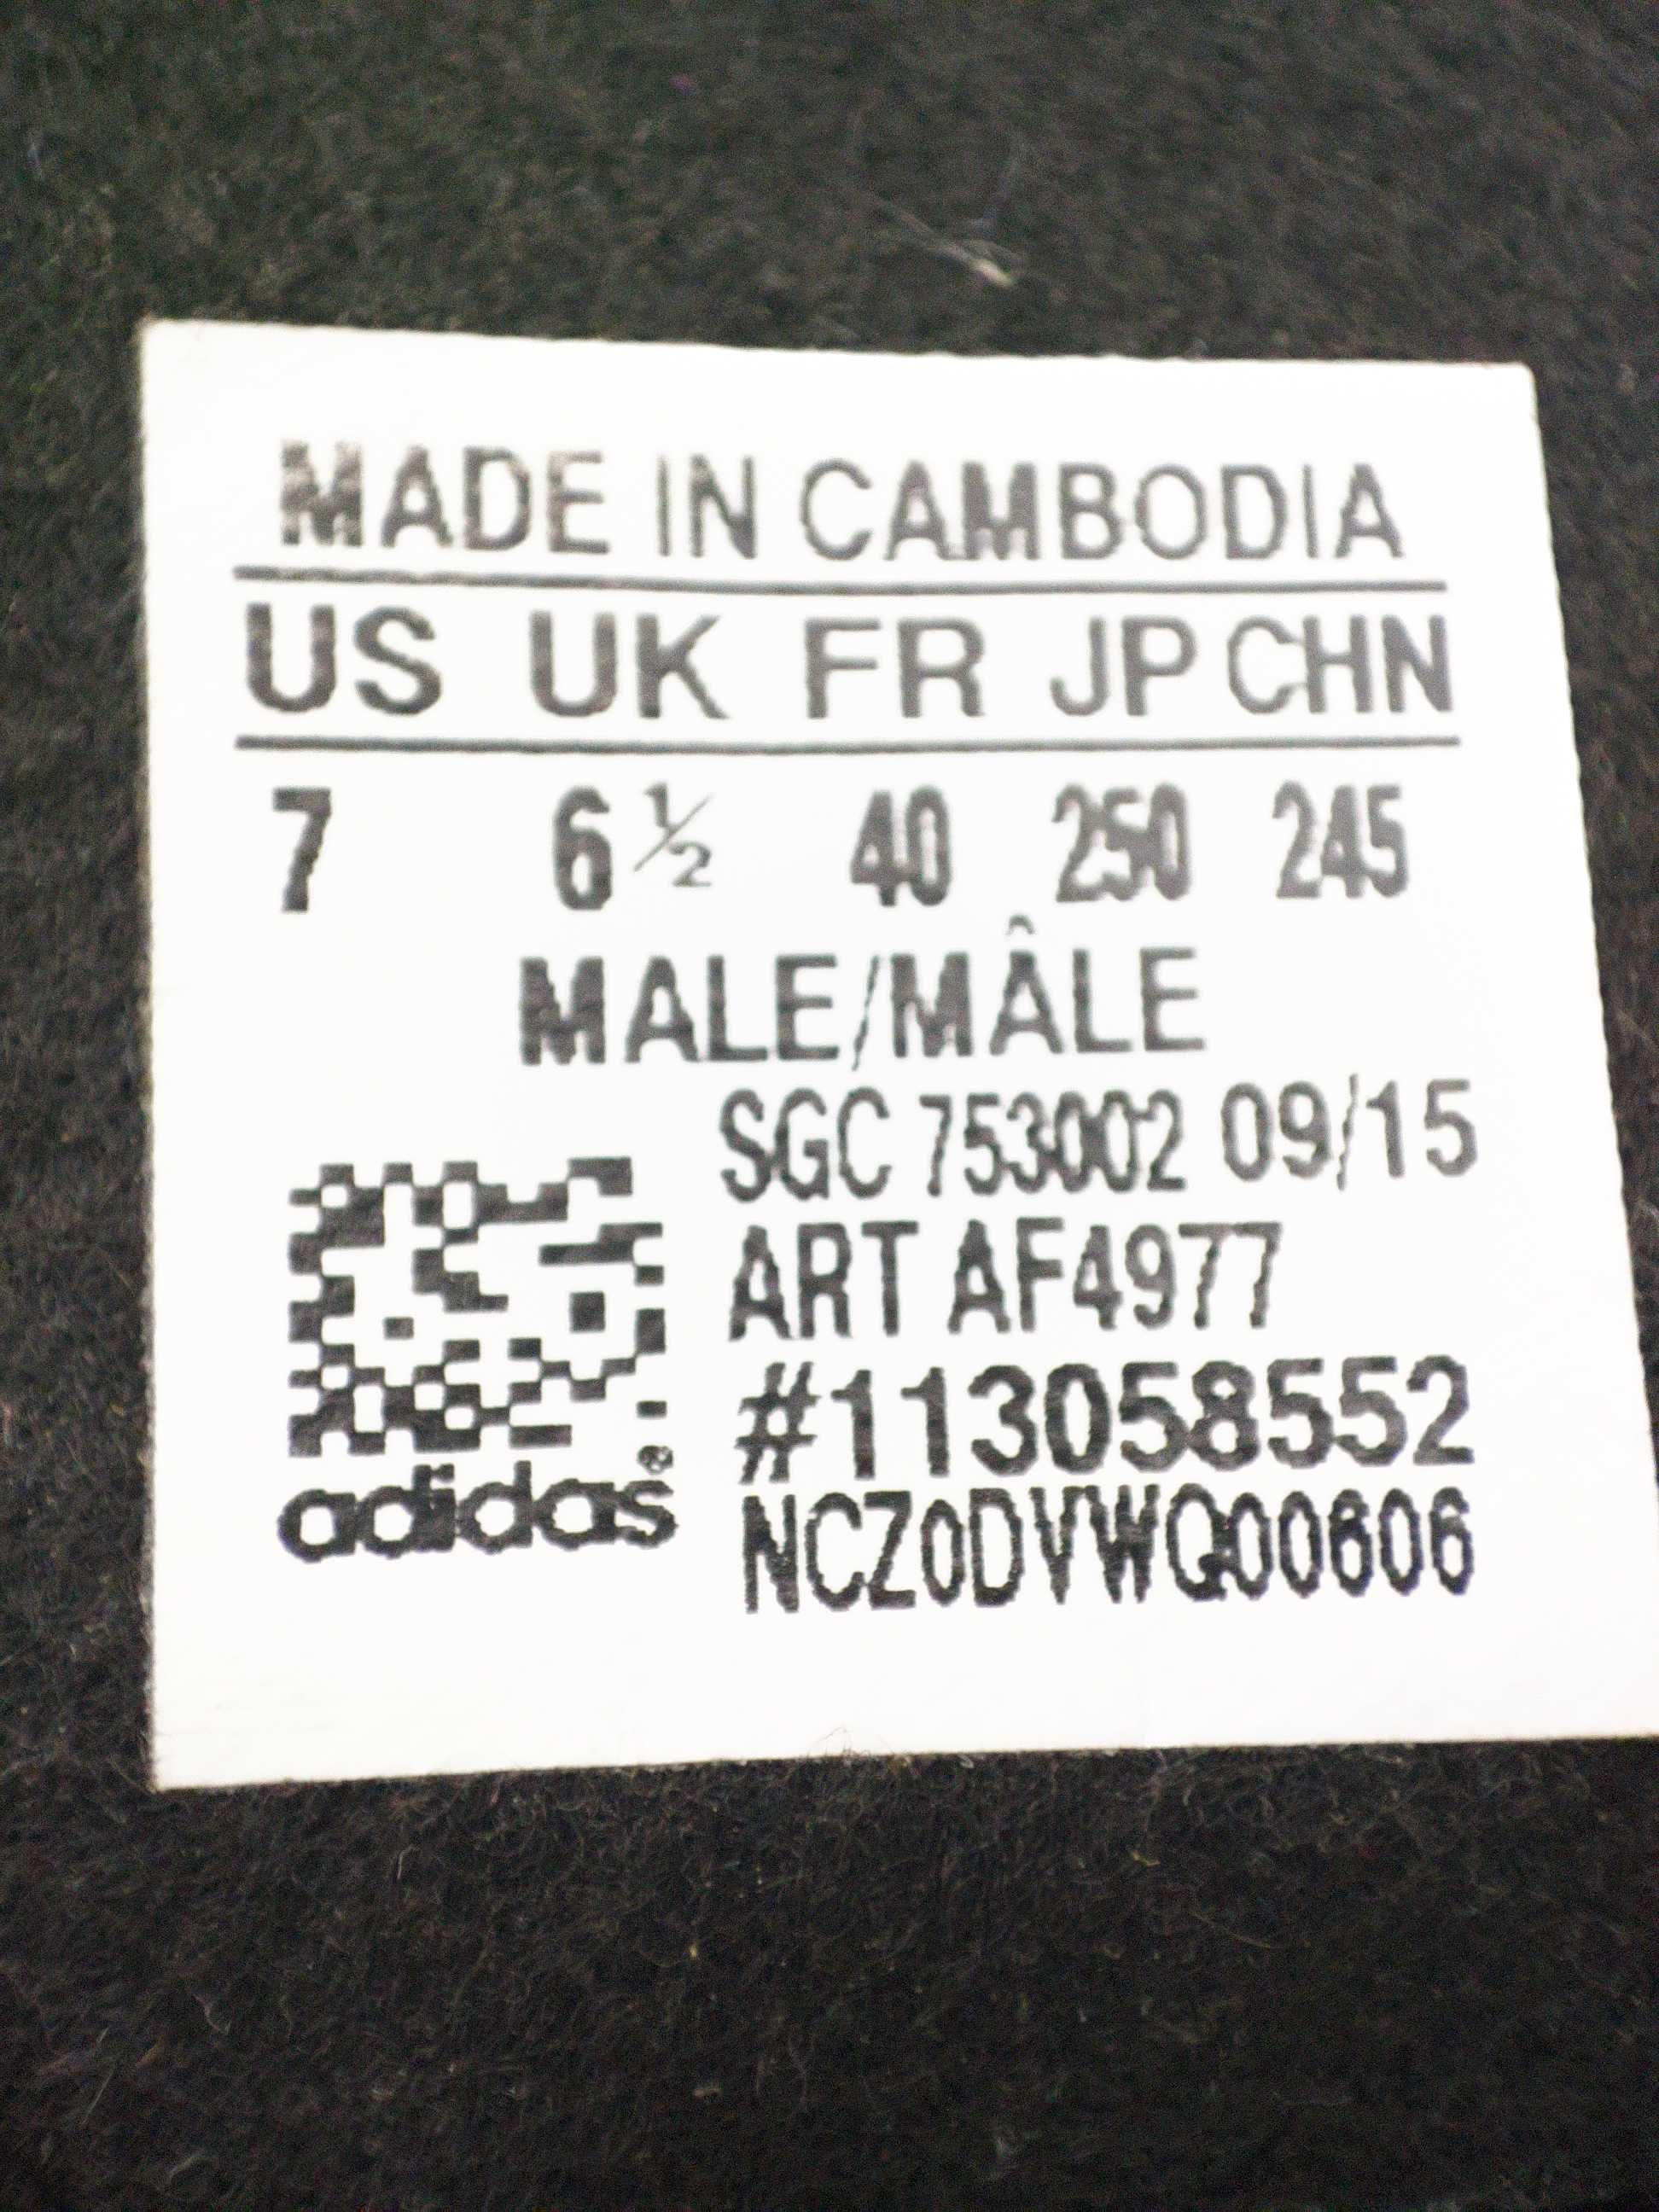 MADE IN CAMBODIA
US UK FR JP CHN
7 6½ 40 250 245
MALE/MÂLE
SGC 753002 09/15
ART AF4977
#113058552
adidas®
NCZ0DVWQ00606